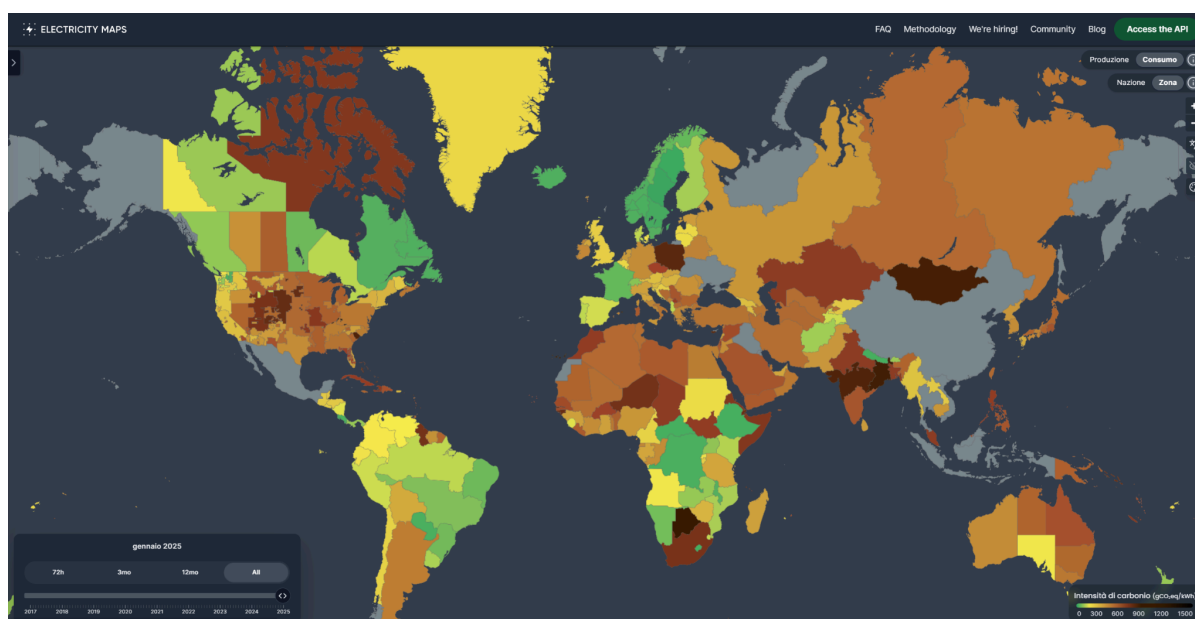 ELECTRICITY MAPS
FAQ Methodology We're hiring! Community Blog Access the API
Produzione Consumo
Nazione Zona
gennaio 2025
72h 3mo 12mo All
2017 2018 2019 2020 2021 2022 2023 2024 2025
Intensità di carbonio (gCO₂eq/kWh
0 300 600 900 1200 1500